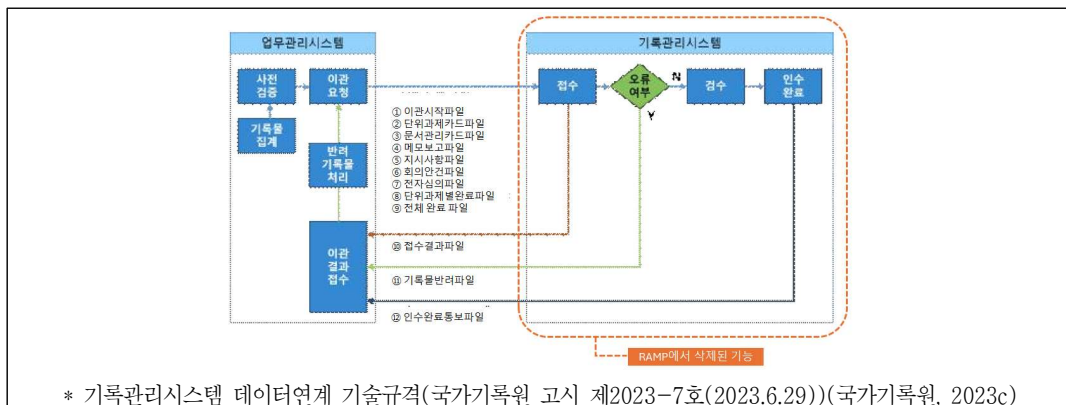 업무관리시스템
기록관리시스템
사전
검증
이관
요청
접수
오류
여부
N
검수
인수
완료
Y
기록물
집계
반려
기록물
처리
① 이관시작파일
② 단위과제카드파일
③ 문서관리카드파일
④ 메모보고파일
⑤ 지시사항파일
⑥ 회의안건파일
⑦ 전자심의파일
⑧ 단위과제별완료파일
⑨ 전체 완료 파일
이관
결과
접수
⑩ 접수결과파일
⑪ 기록물반려파일
⑫ 인수완료통보파일
RAMP에서 삭제된 기능
* 기록관리시스템 데이터연계 기술규격(국가기록원 고시 제2023-7호(2023.6.29))(국가기록원, 2023c)